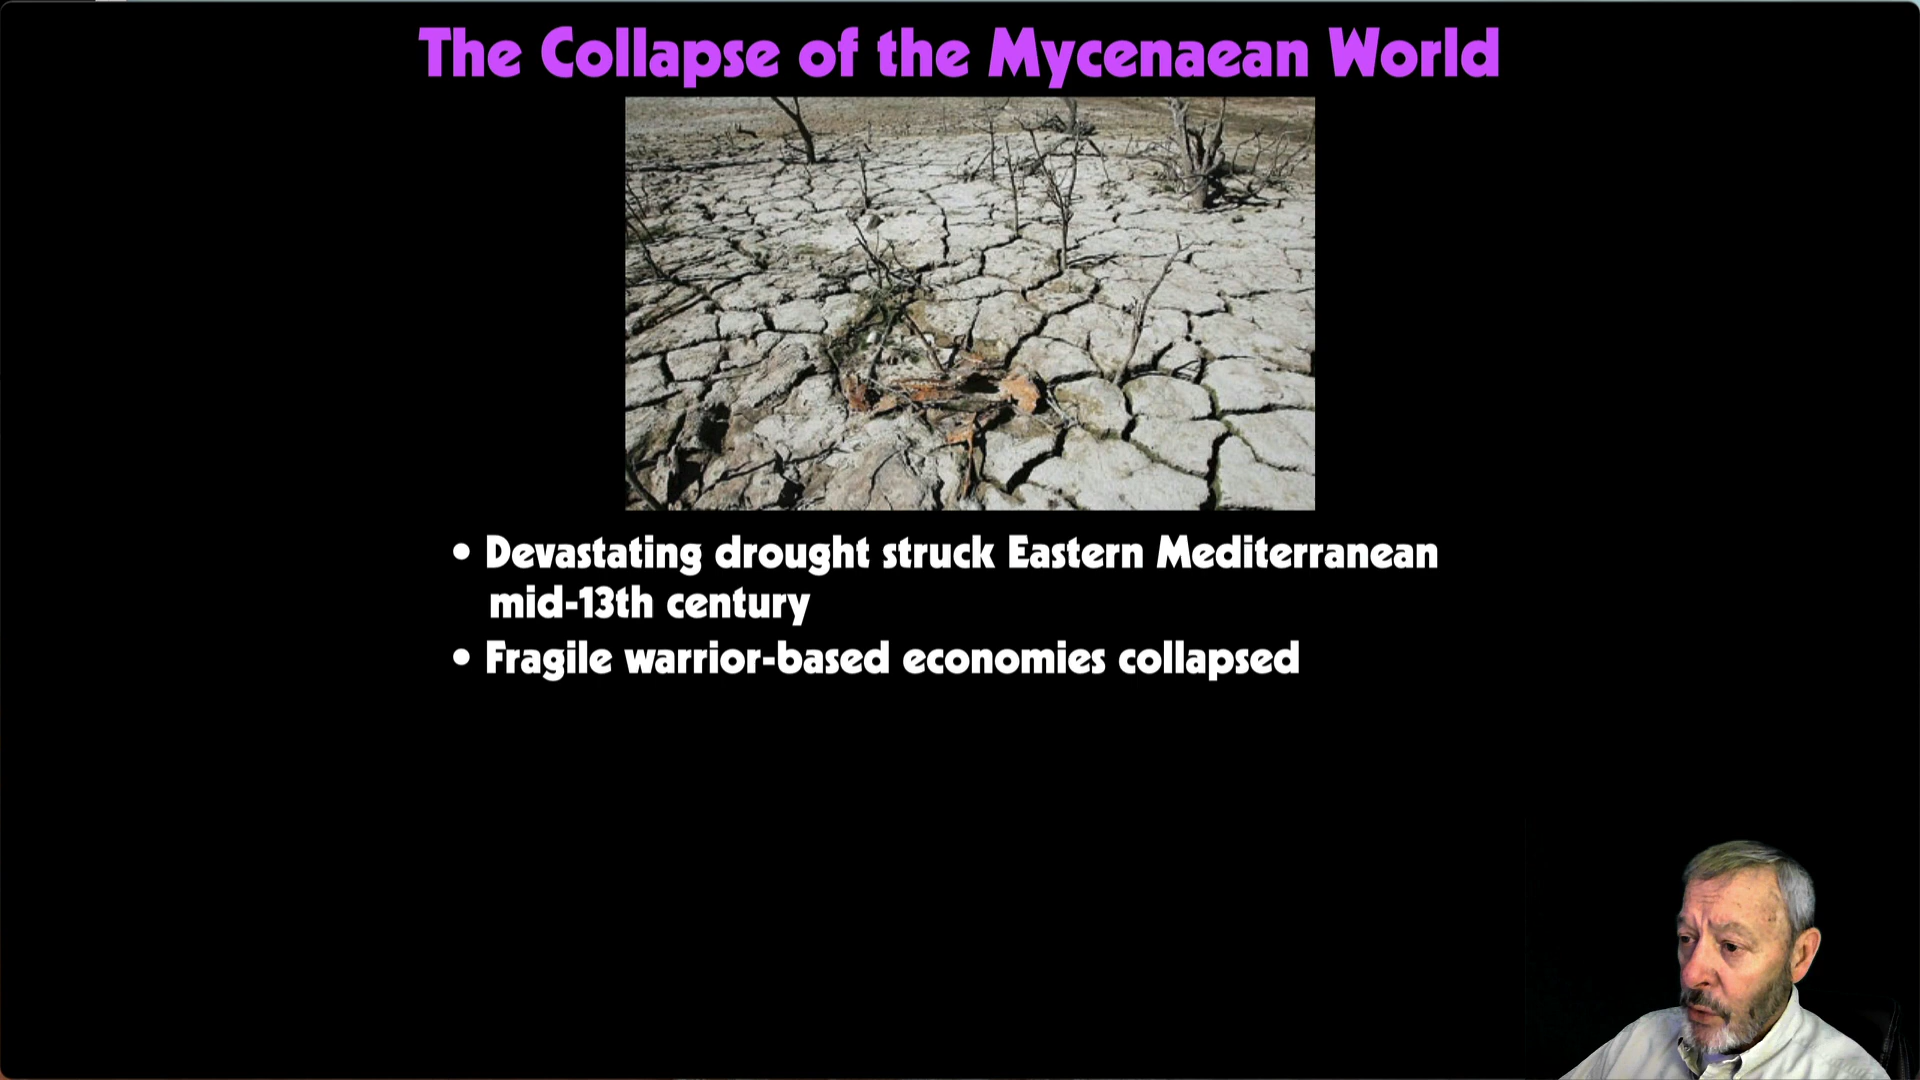 The Collapse of the Mycenaean World
• Devastating drought struck Eastern Mediterranean
mid-13th century
• Fragile warrior-based economies collapsed